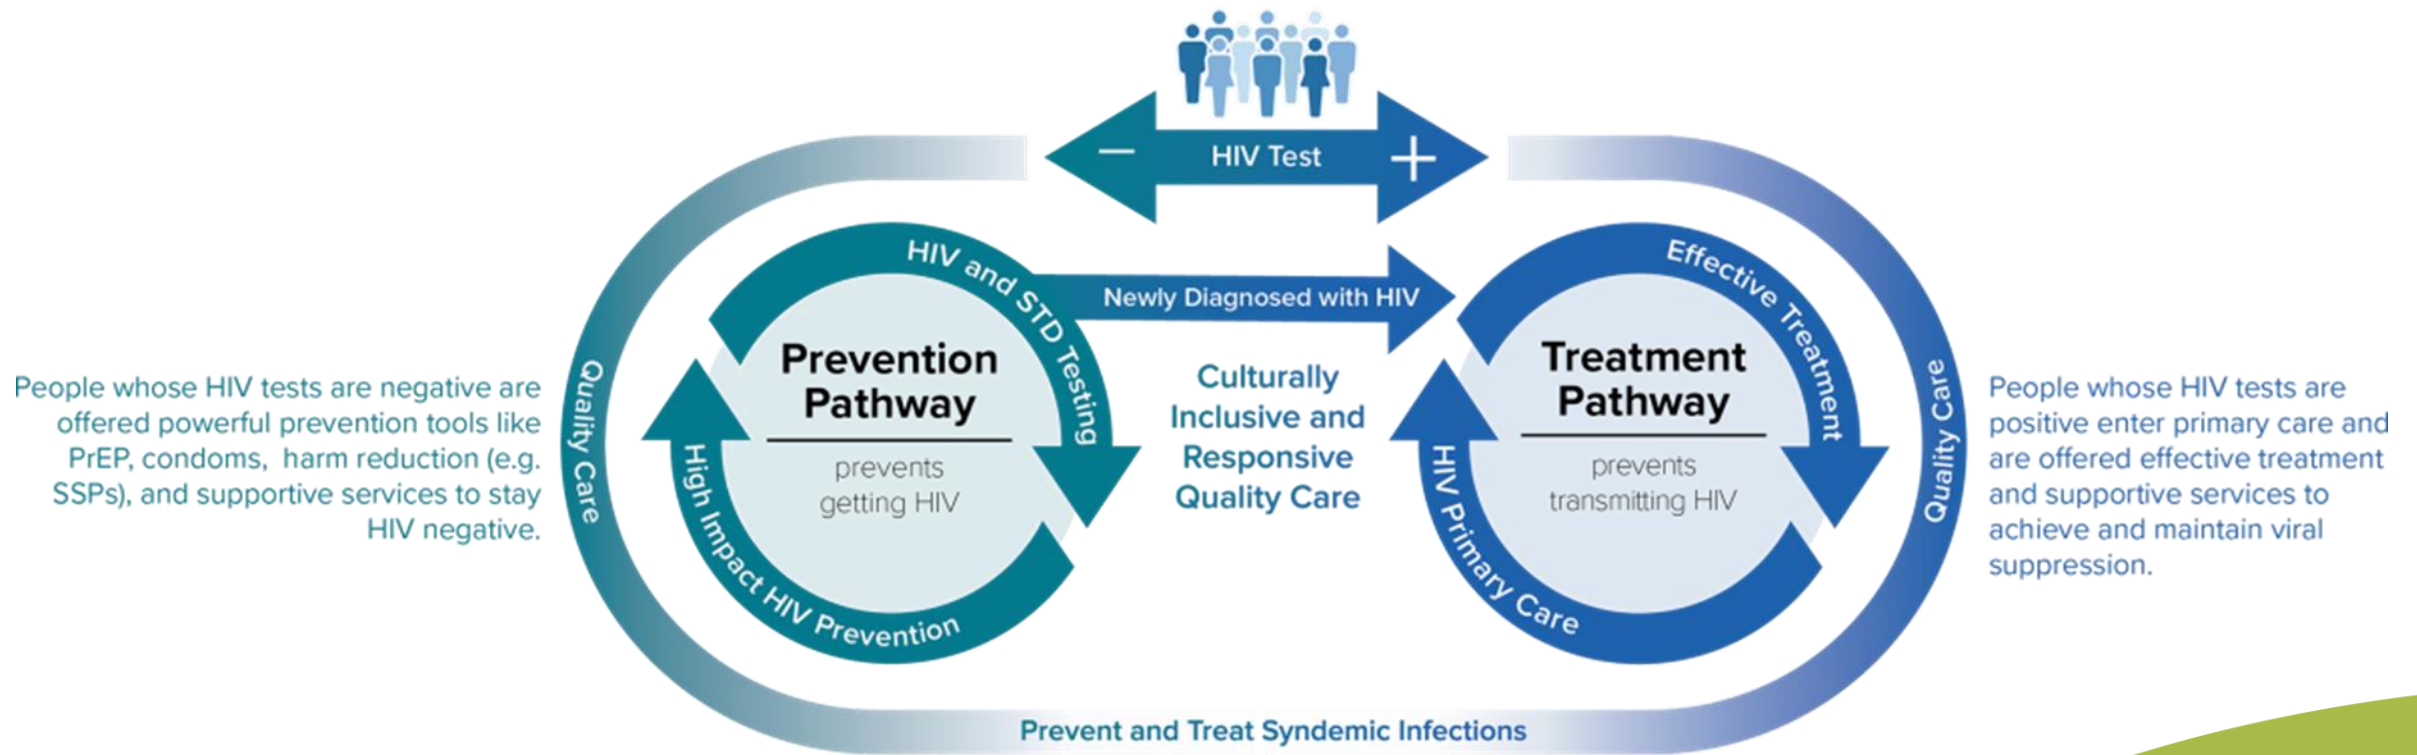 HIV Test
− +
HIV and STD Testing
High Impact HIV Prevention
Prevention
Pathway
prevents
getting HIV
Newly Diagnosed with HIV
Culturally
Inclusive and
Responsive
Quality Care
Effective Treatment
HIV Primary Care
Treatment
Pathway
prevents
transmitting HIV
Quality Care
Quality Care
People whose HIV tests are negative are
offered powerful prevention tools like
PrEP, condoms, harm reduction (e.g.
SSPs), and supportive services to stay
HIV negative.
People whose HIV tests are
positive enter primary care and
are offered effective treatment
and supportive services to
achieve and maintain viral
suppression.
Prevent and Treat Syndemic Infections